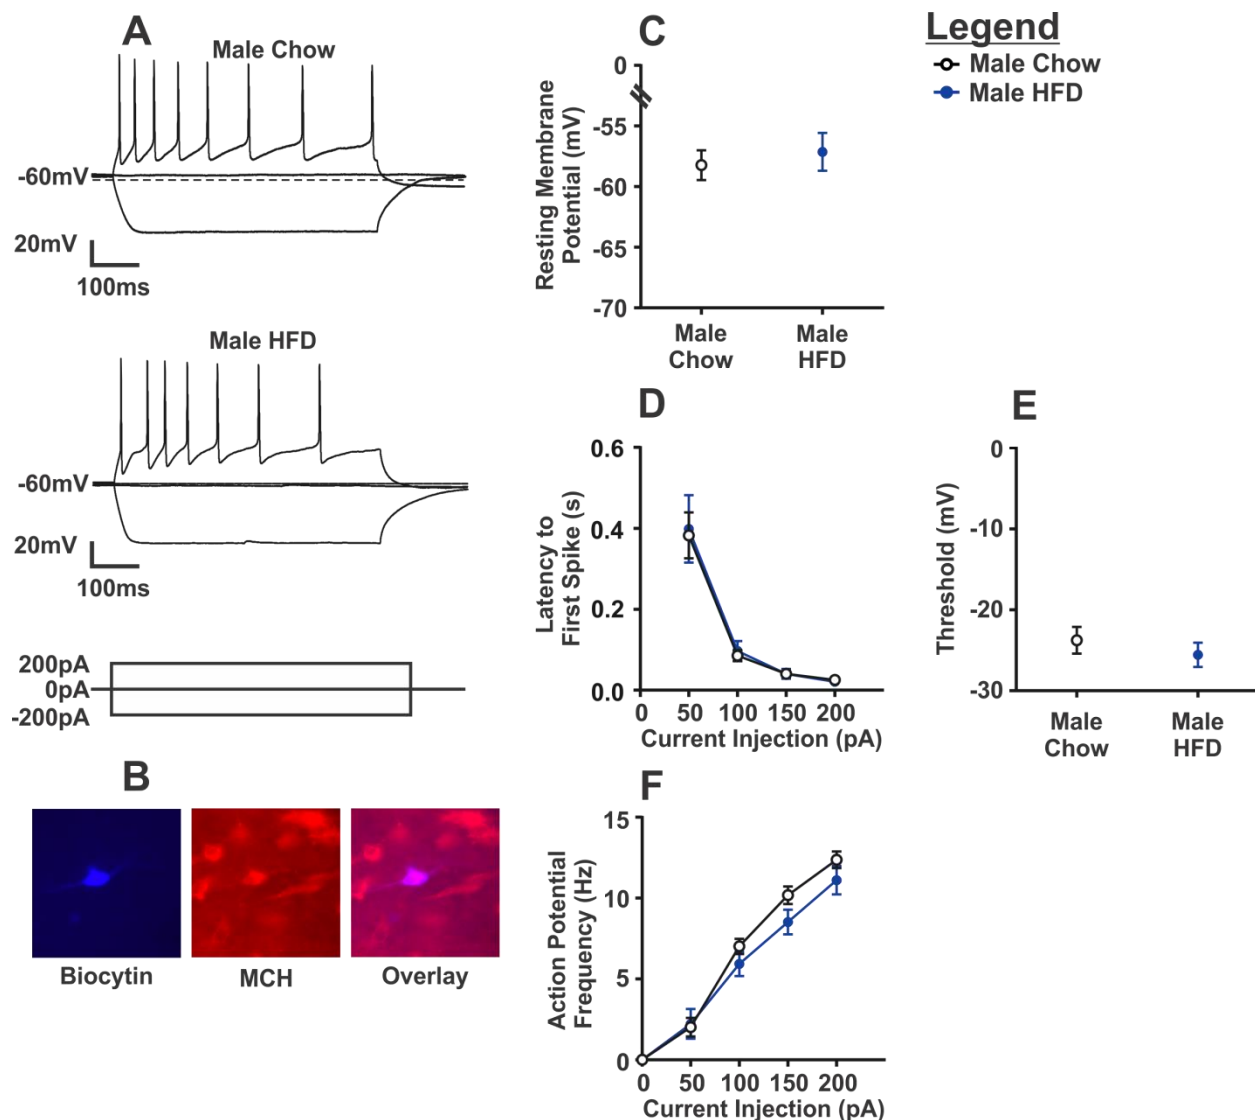 A
Male Chow
-60mV
20mV
100ms
Male HFD
-60mV
20mV
100ms
200pA
0pA
-200pA
B
Biocytin
MCH
Overlay
C
Resting Membrane
Potential (mV)
0
-55
-60
-65
-70
Male
Chow
Male
HFD
Legend
Male Chow
Male HFD
D
Latency to
First Spike (s)
0.6
0.4
0.2
0.0
0 50 100 150 200
Current Injection (pA)
E
Threshold (mV)
0
-10
-20
-30
Male
Chow
Male
HFD
F
Action Potential
Frequency (Hz)
15
10
5
0
0 50 100 150 200
Current Injection (pA)